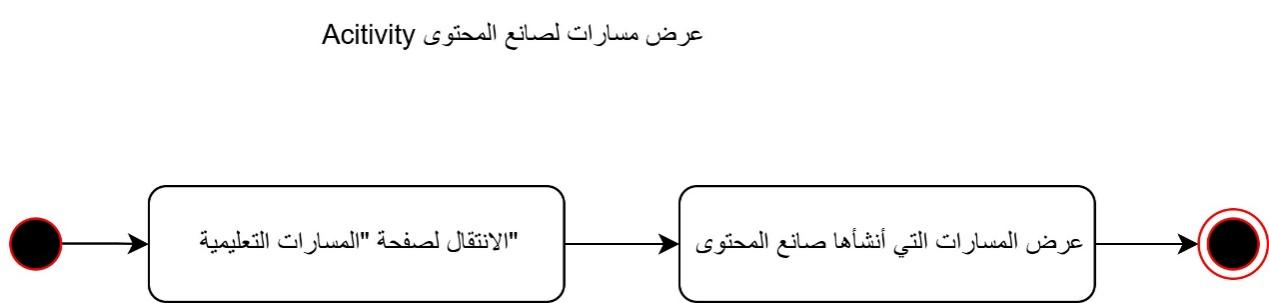 عرض مسارات لصانع المحتوى Acitivity
الانتقال لصفحة "المسارات التعليمية"
عرض المسارات التي أنشأها صانع المحتوى